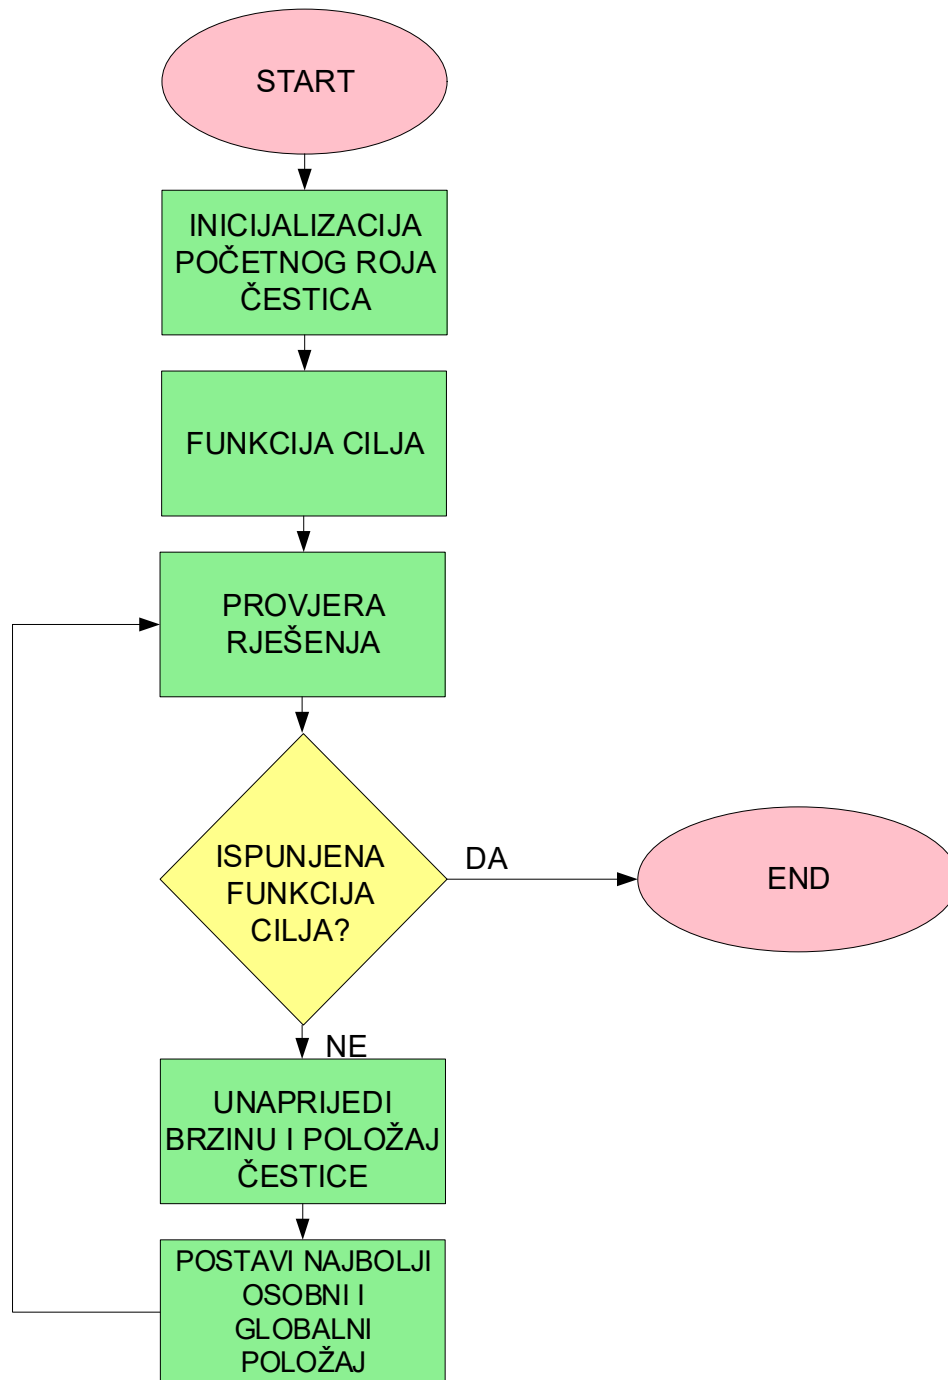 START
INICIJALIZACIJA
POČETNOG ROJA
ČESTICA
FUNKCIJA CILJA
PROVJERA
RJEŠENJA
ISPUNJENA
FUNKCIJA
CILJA?
DA
END
NE
UNAPRIJEDI
BRZINU I POLOŽAJ
ČESTICE
POSTAVI NAJBOLJI
OSOBNI I
GLOBALNI
POLOŽAJ